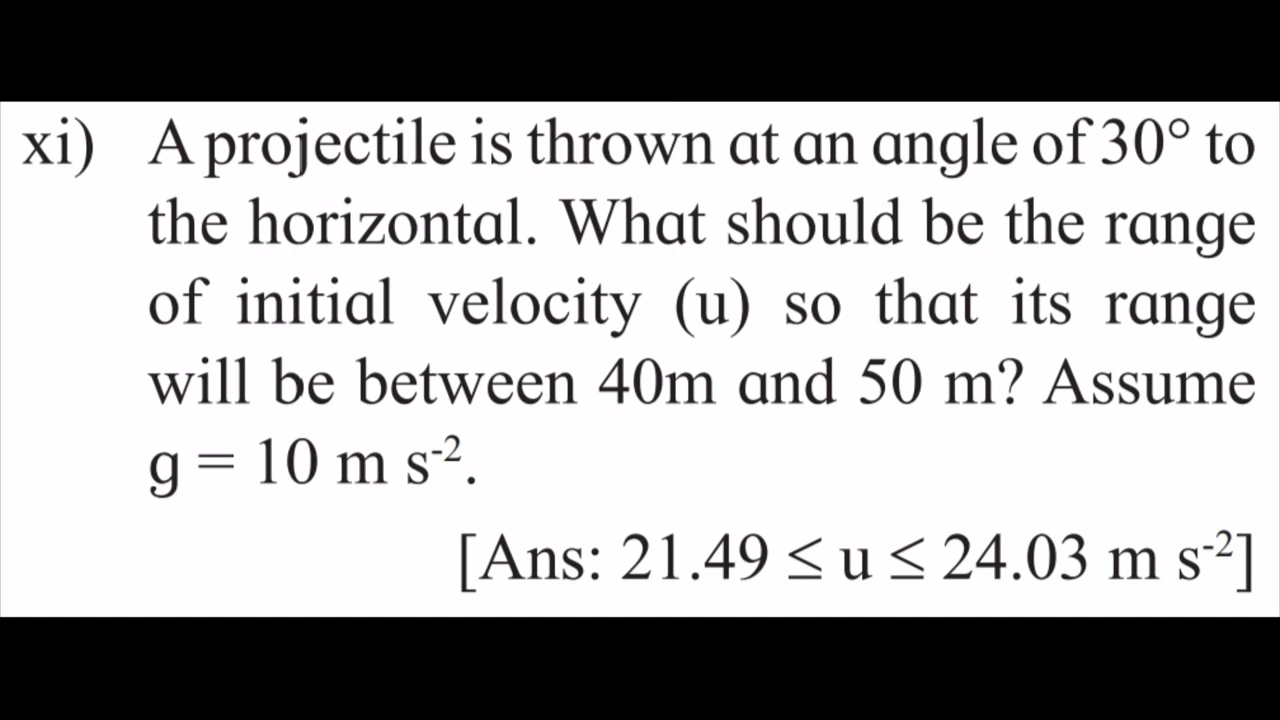 xi) A projectile is thrown at an angle of 30° to
the horizontal. What should be the range
of initial velocity (u) so that its range
will be between 40m and 50 m? Assume
g = 10 m s⁻².
[Ans: 21.49 ≤ u ≤ 24.03 m s⁻²]